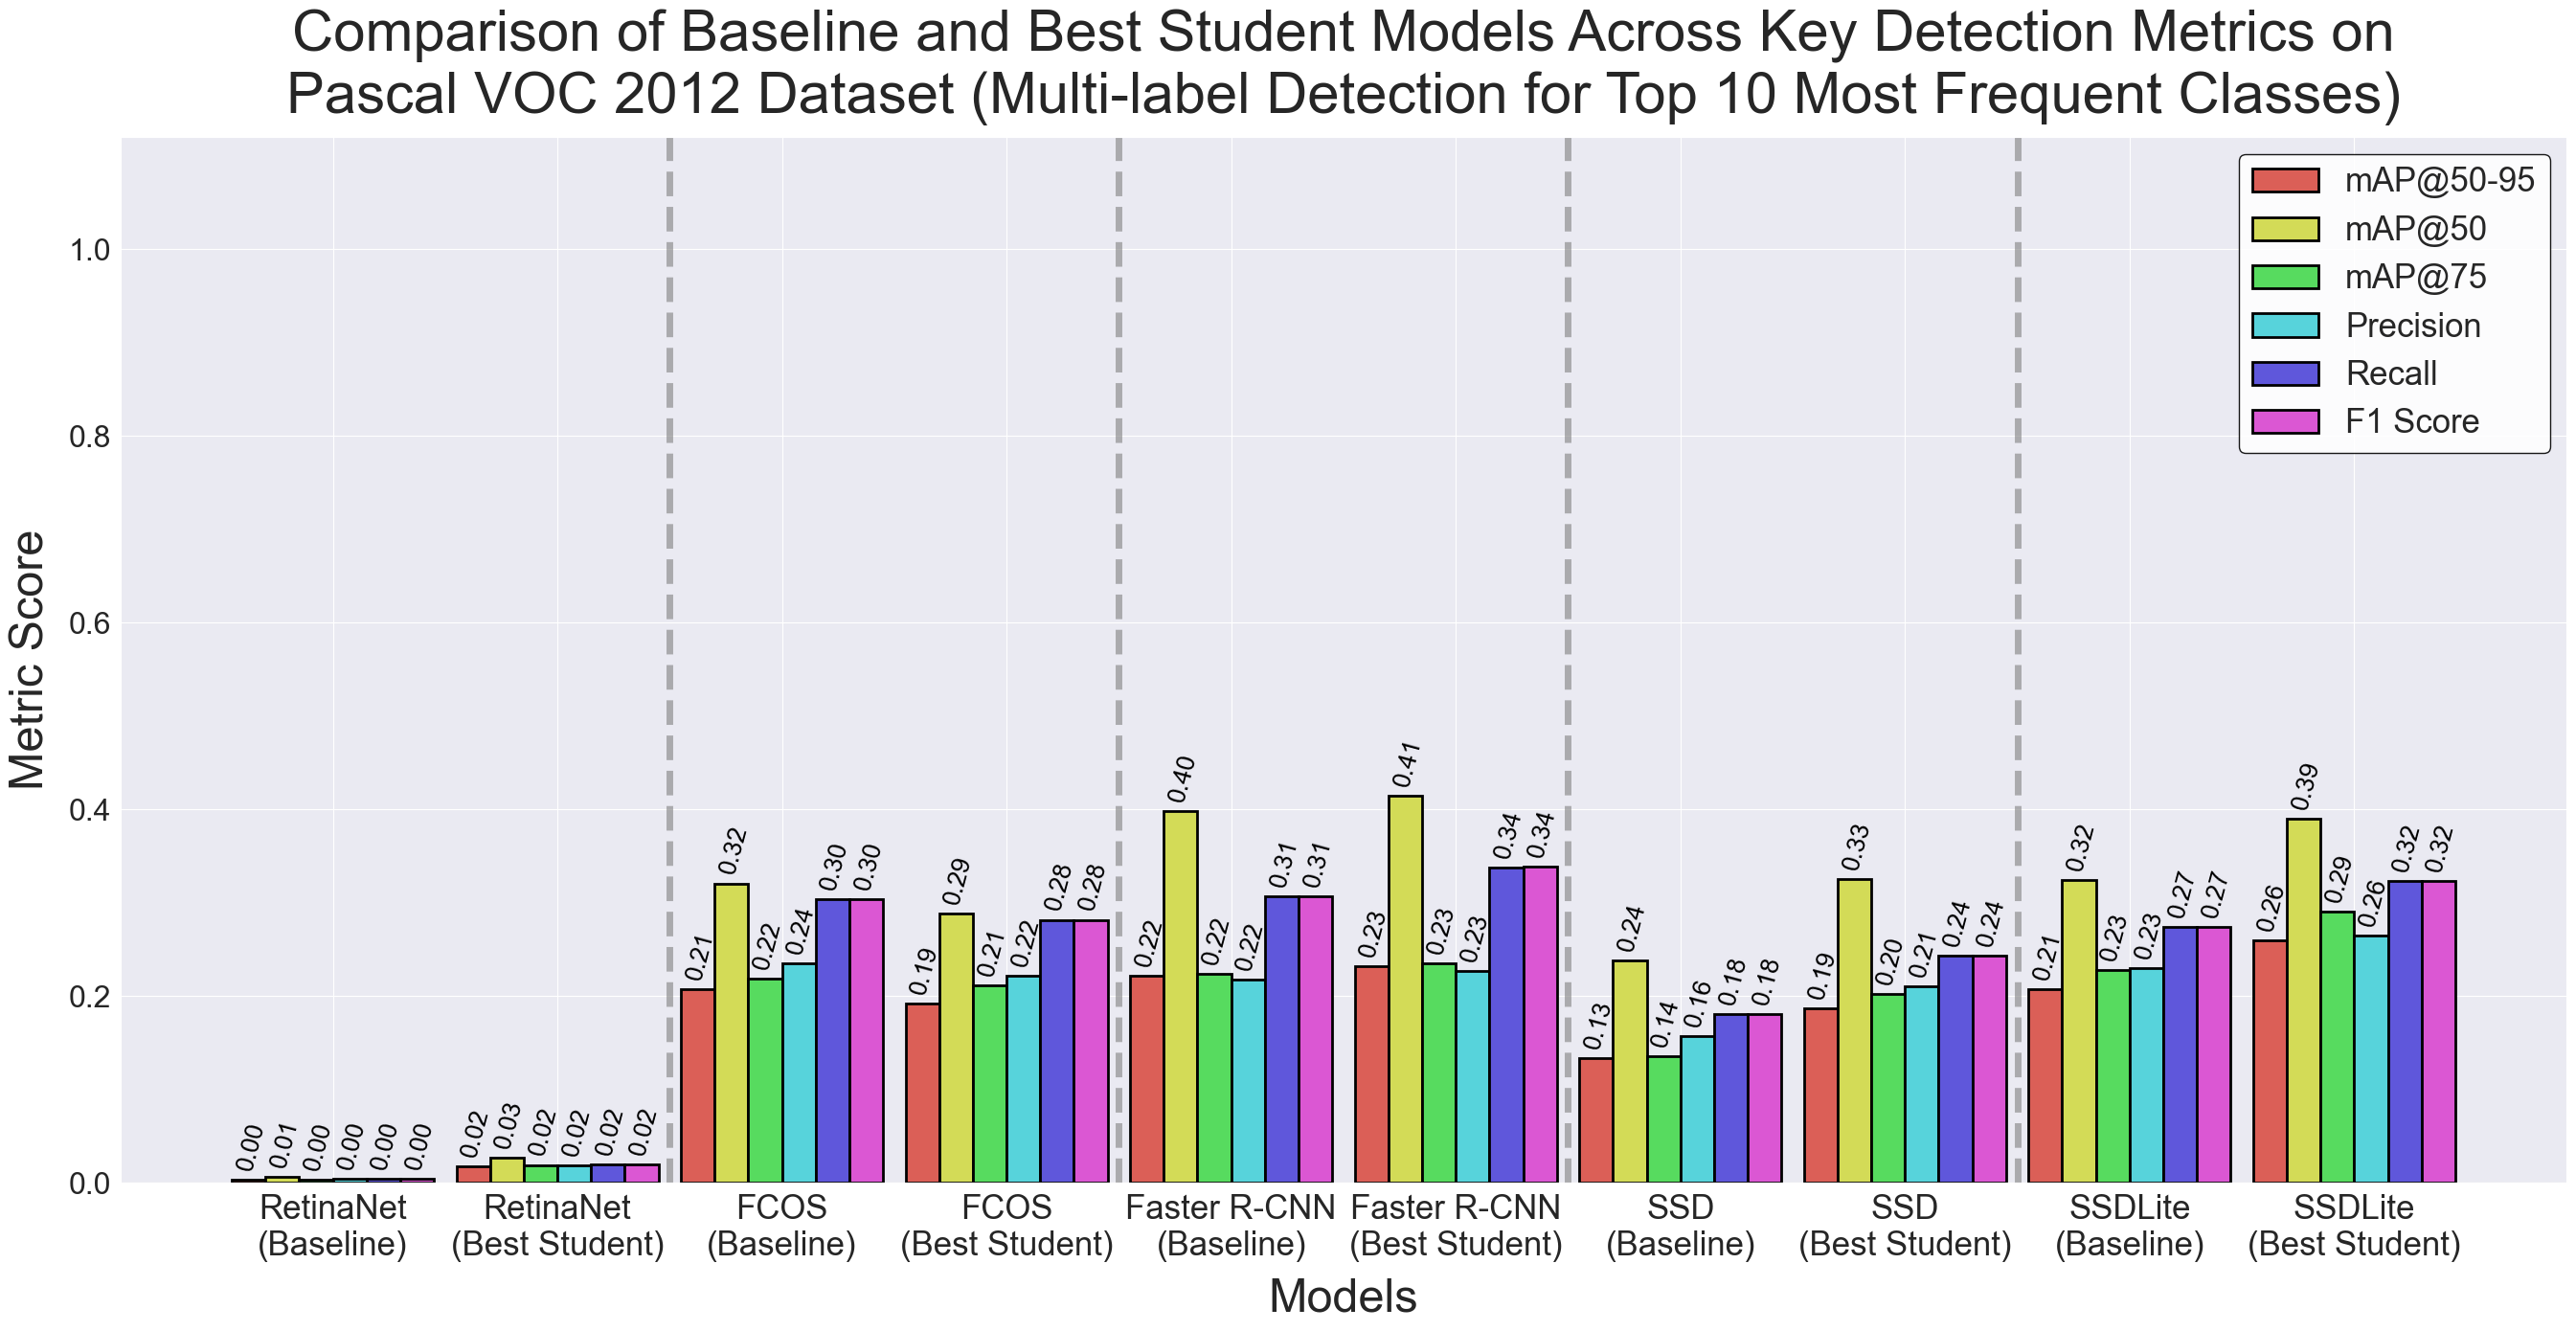 Comparison of Baseline and Best Student Models Across Key Detection Metrics on
Pascal VOC 2012 Dataset (Multi-label Detection for Top 10 Most Frequent Classes)
mAP@50-95
mAP@50
mAP@75
Precision
Recall
F1 Score
Metric Score
1.0
0.8
0.6
0.4
0.2
0.0
0.00 0.01 0.00 0.00 0.00 0.00
0.02 0.03 0.02 0.02 0.02 0.02
0.21 0.32 0.22 0.24 0.30 0.30
0.19 0.29 0.21 0.22 0.28 0.28
0.22 0.40 0.22 0.22 0.31 0.31
0.23 0.41 0.23 0.23 0.34 0.34
0.13 0.24 0.14 0.16 0.18 0.18
0.19 0.33 0.20 0.21 0.24 0.24
0.21 0.32 0.23 0.23 0.27 0.27
0.26 0.39 0.29 0.26 0.32 0.32
RetinaNet
(Baseline)
RetinaNet
(Best Student)
FCOS
(Baseline)
FCOS
(Best Student)
Faster R-CNN
(Baseline)
Faster R-CNN
(Best Student)
SSD
(Baseline)
SSD
(Best Student)
SSDLite
(Baseline)
SSDLite
(Best Student)
Models